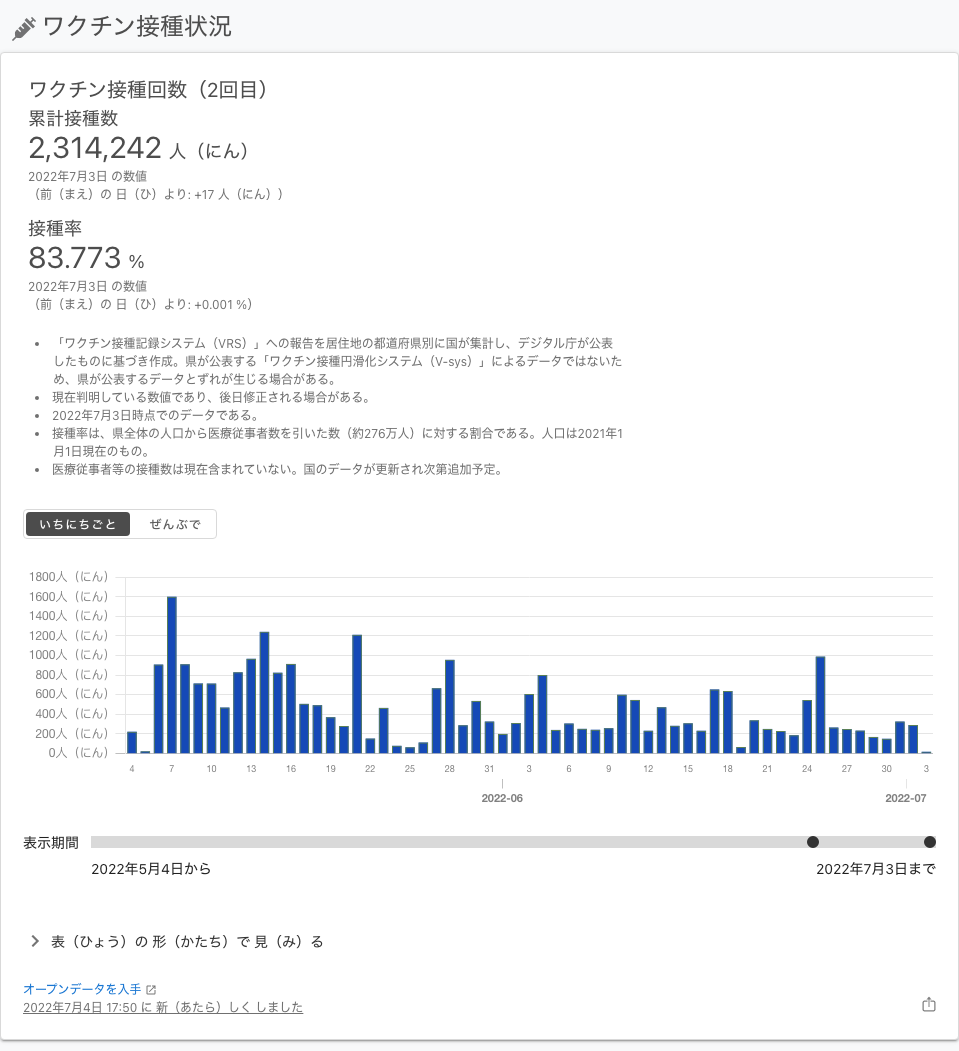 ワクチン接種状況
ワクチン接種回数（2回目）
累計接種数
2,314,242 人（にん）
2022年7月3日 の数値
（前（まえ）の 日（ひ）より: +17 人（にん））
接種率
83.773 %
2022年7月3日 の数値
（前（まえ）の 日（ひ）より: +0.001 %）
「ワクチン接種記録システム（VRS）」への報告を居住地の都道府県別に国が集計し、デジタル庁が公表
したものに基づき作成。県が公表する「ワクチン接種円滑化システム（V-sys）」によるデータではないた
め、県が公表するデータとずれが生じる場合がある。
現在判明している数値であり、後日修正される場合がある。
2022年7月3日時点でのデータである。
接種率は、県全体の人口から医療従事者数を引いた数（約276万人）に対する割合である。人口は2021年1
月1日現在のもの。
医療従事者等の接種数は現在含まれていない。国のデータが更新され次第追加予定。
いちにちごと ぜんぶで
1800人（にん）
1600人（にん）
1400人（にん）
1200人（にん）
1000人（にん）
800人（にん）
600人（にん）
400人（にん）
200人（にん）
0人（にん）
4 7 10 13 16 19 22 25 28 31 3 6 9 12 15 18 21 24 27 30 3
2022-06 2022-07
表示期間
2022年5月4日から 2022年7月3日まで
表（ひょう）の 形（かたち）で 見（み）る
オープンデータを入手
2022年7月4日 17:50 に 新（あたら）しく しました